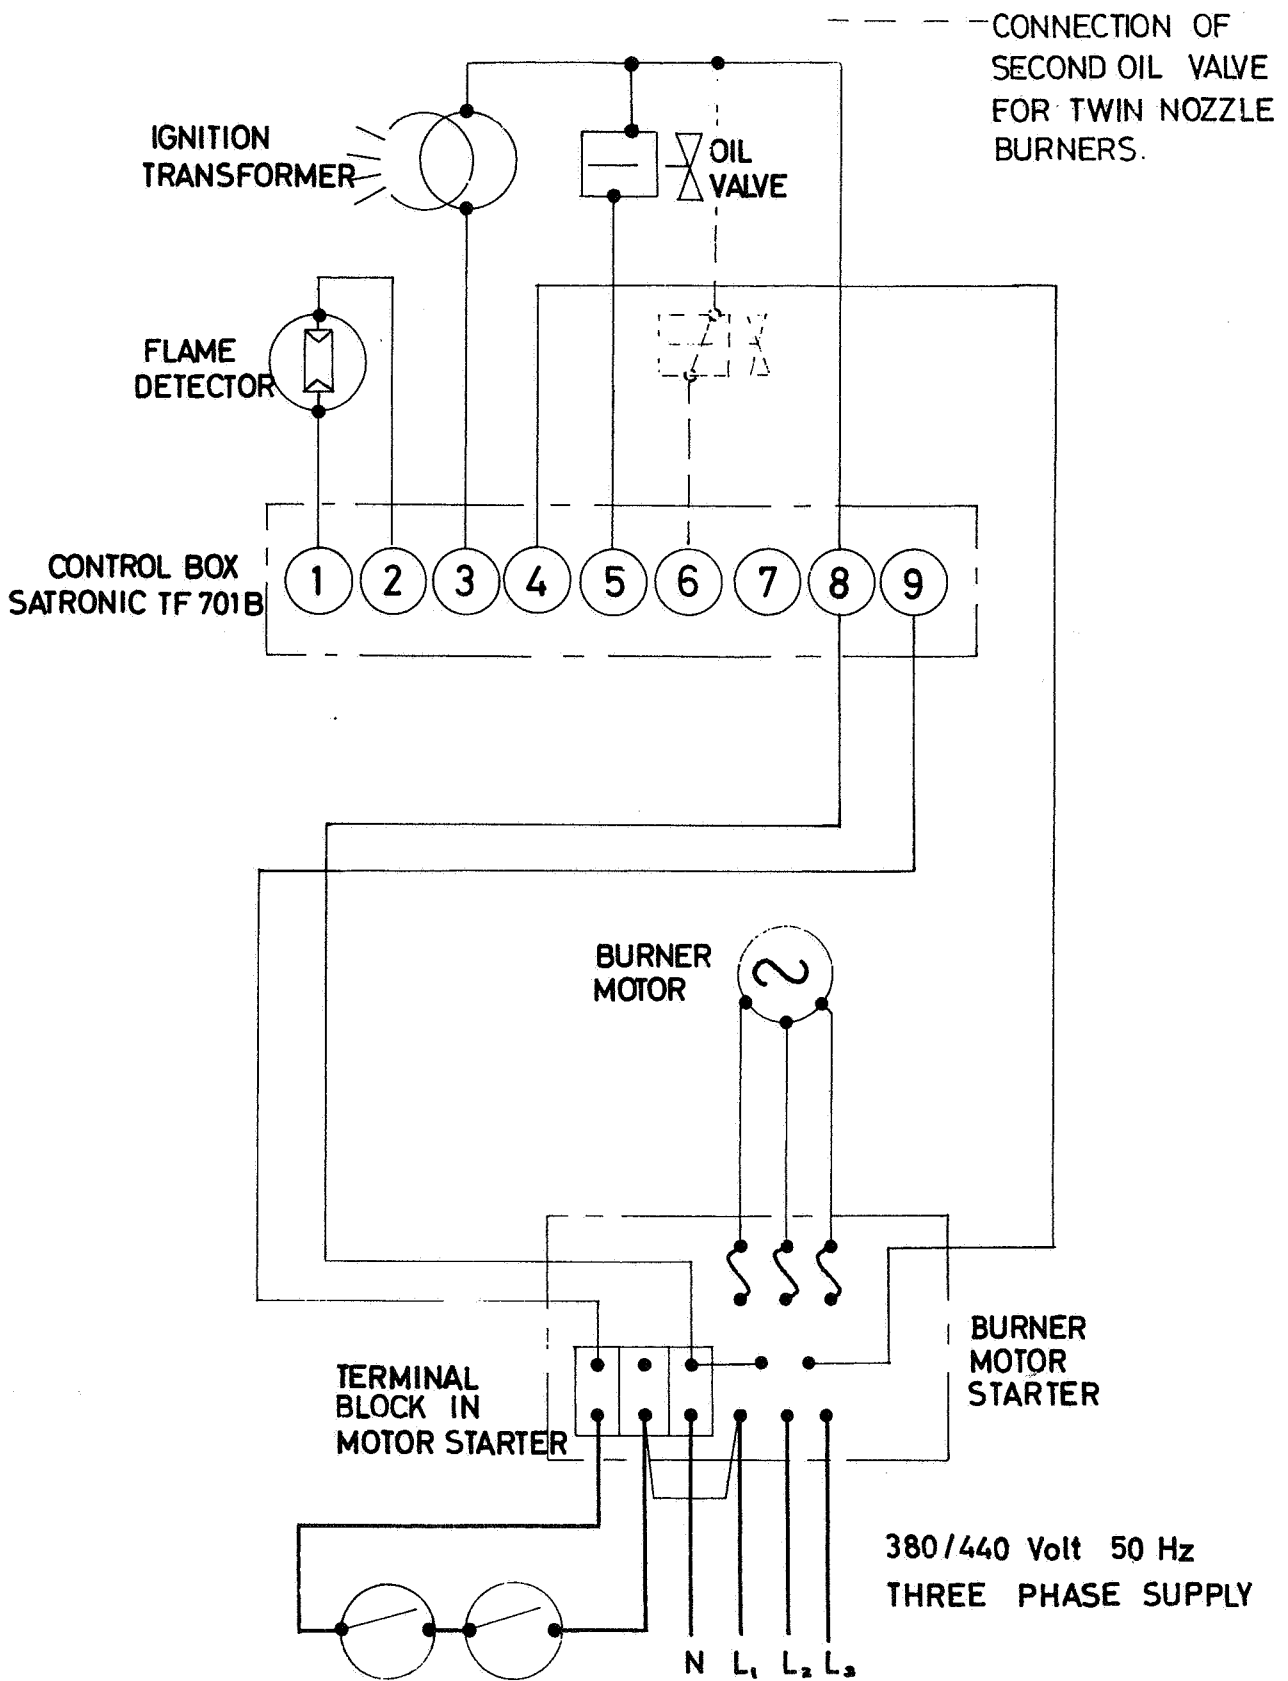 CONNECTION OF
SECOND OIL VALVE
FOR TWIN NOZZLE
BURNERS.
IGNITION
TRANSFORMER
OIL
VALVE
FLAME
DETECTOR
CONTROL BOX
SATRONIC TF 701B
1 2 3 4 5 6 7 8 9
BURNER
MOTOR
BURNER
MOTOR
STARTER
TERMINAL
BLOCK IN
MOTOR STARTER
380/440 Volt 50 Hz
THREE PHASE SUPPLY
N L₁ L₂ L₃